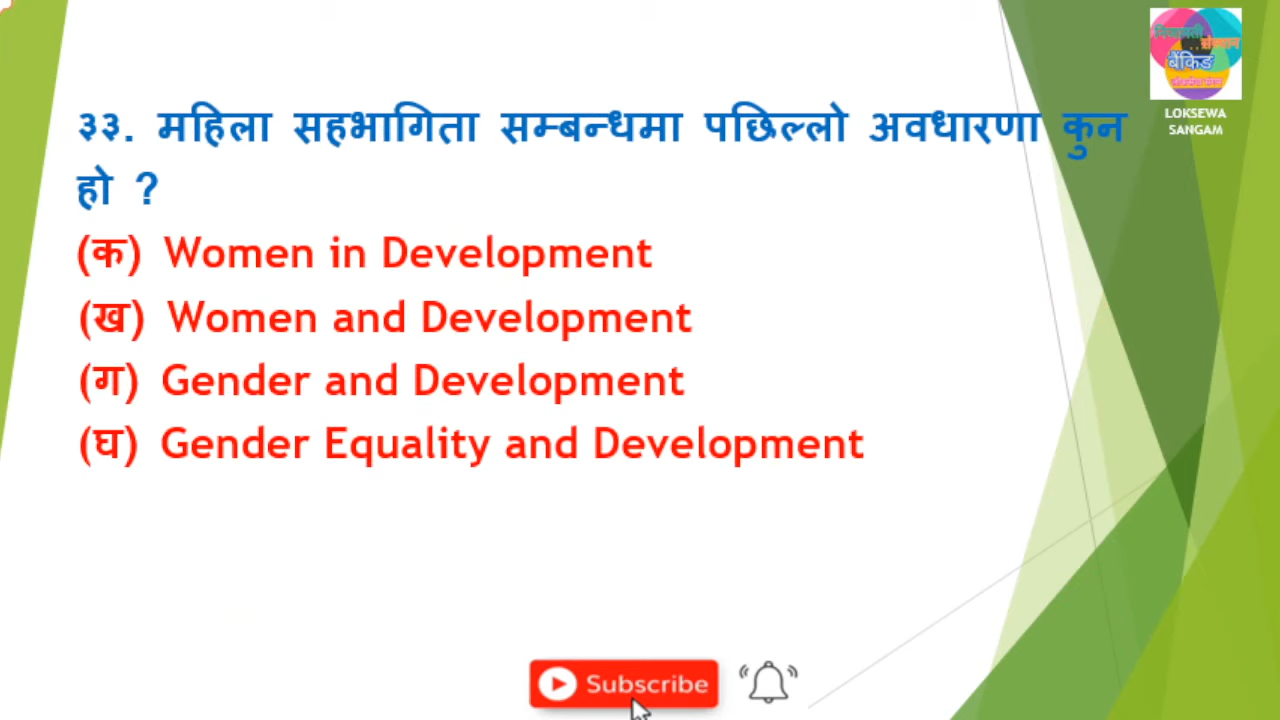 ३३. महिला सहभागिता सम्बन्धमा पछिल्लो अवधारणा कुन
हो ?
(क) Women in Development
(ख) Women and Development
(ग) Gender and Development
(घ) Gender Equality and Development
बैंकिङ
LOKSEWA
SANGAM
Subscribe